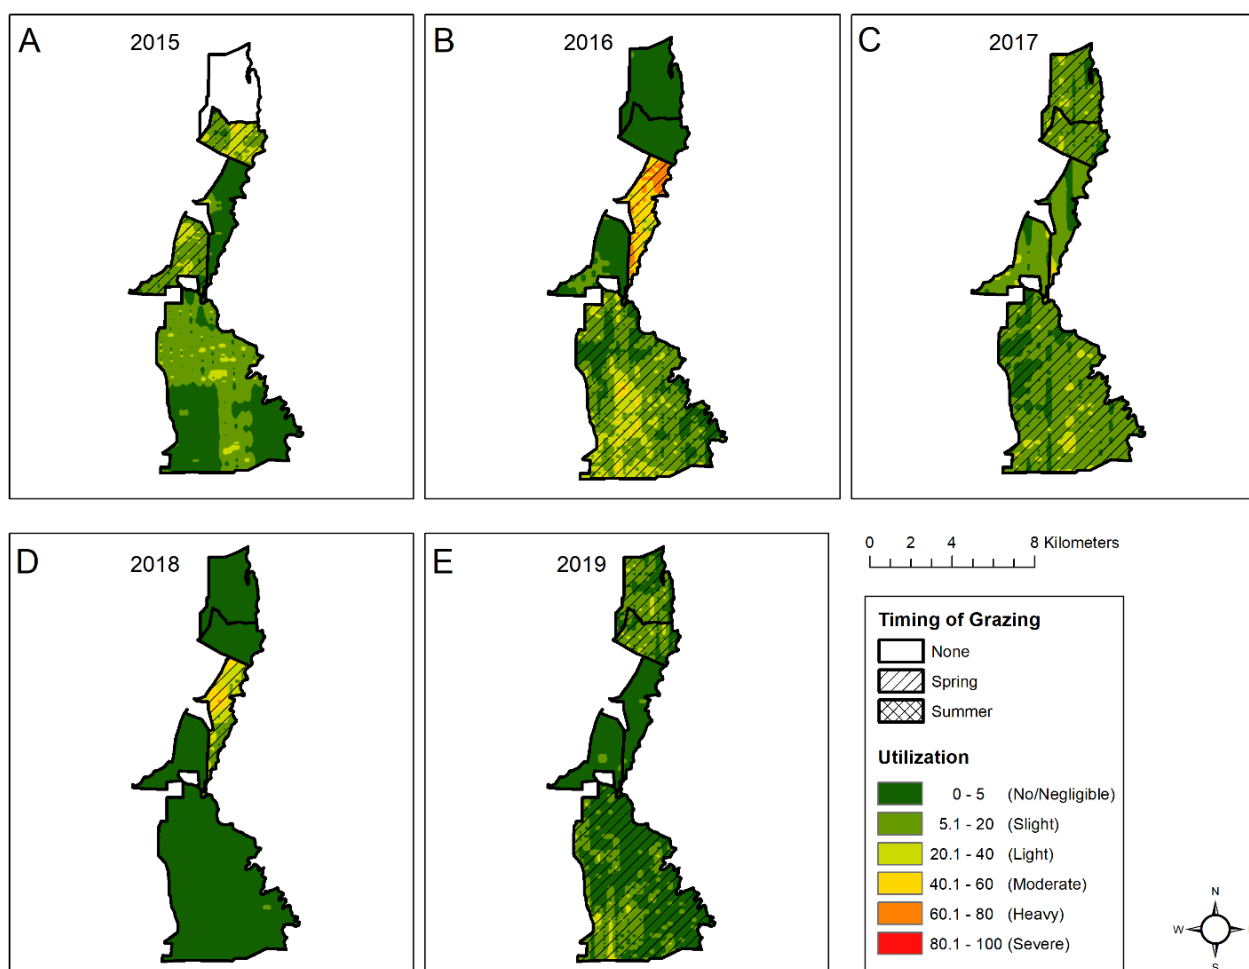 A
2015
B
2016
C
2017
D
2018
E
2019
0 2 4 8 Kilometers
Timing of Grazing
None
Spring
Summer
Utilization
0 - 5 (No/Negligible)
5.1 - 20 (Slight)
20.1 - 40 (Light)
40.1 - 60 (Moderate)
60.1 - 80 (Heavy)
80.1 - 100 (Severe)
N
W
S